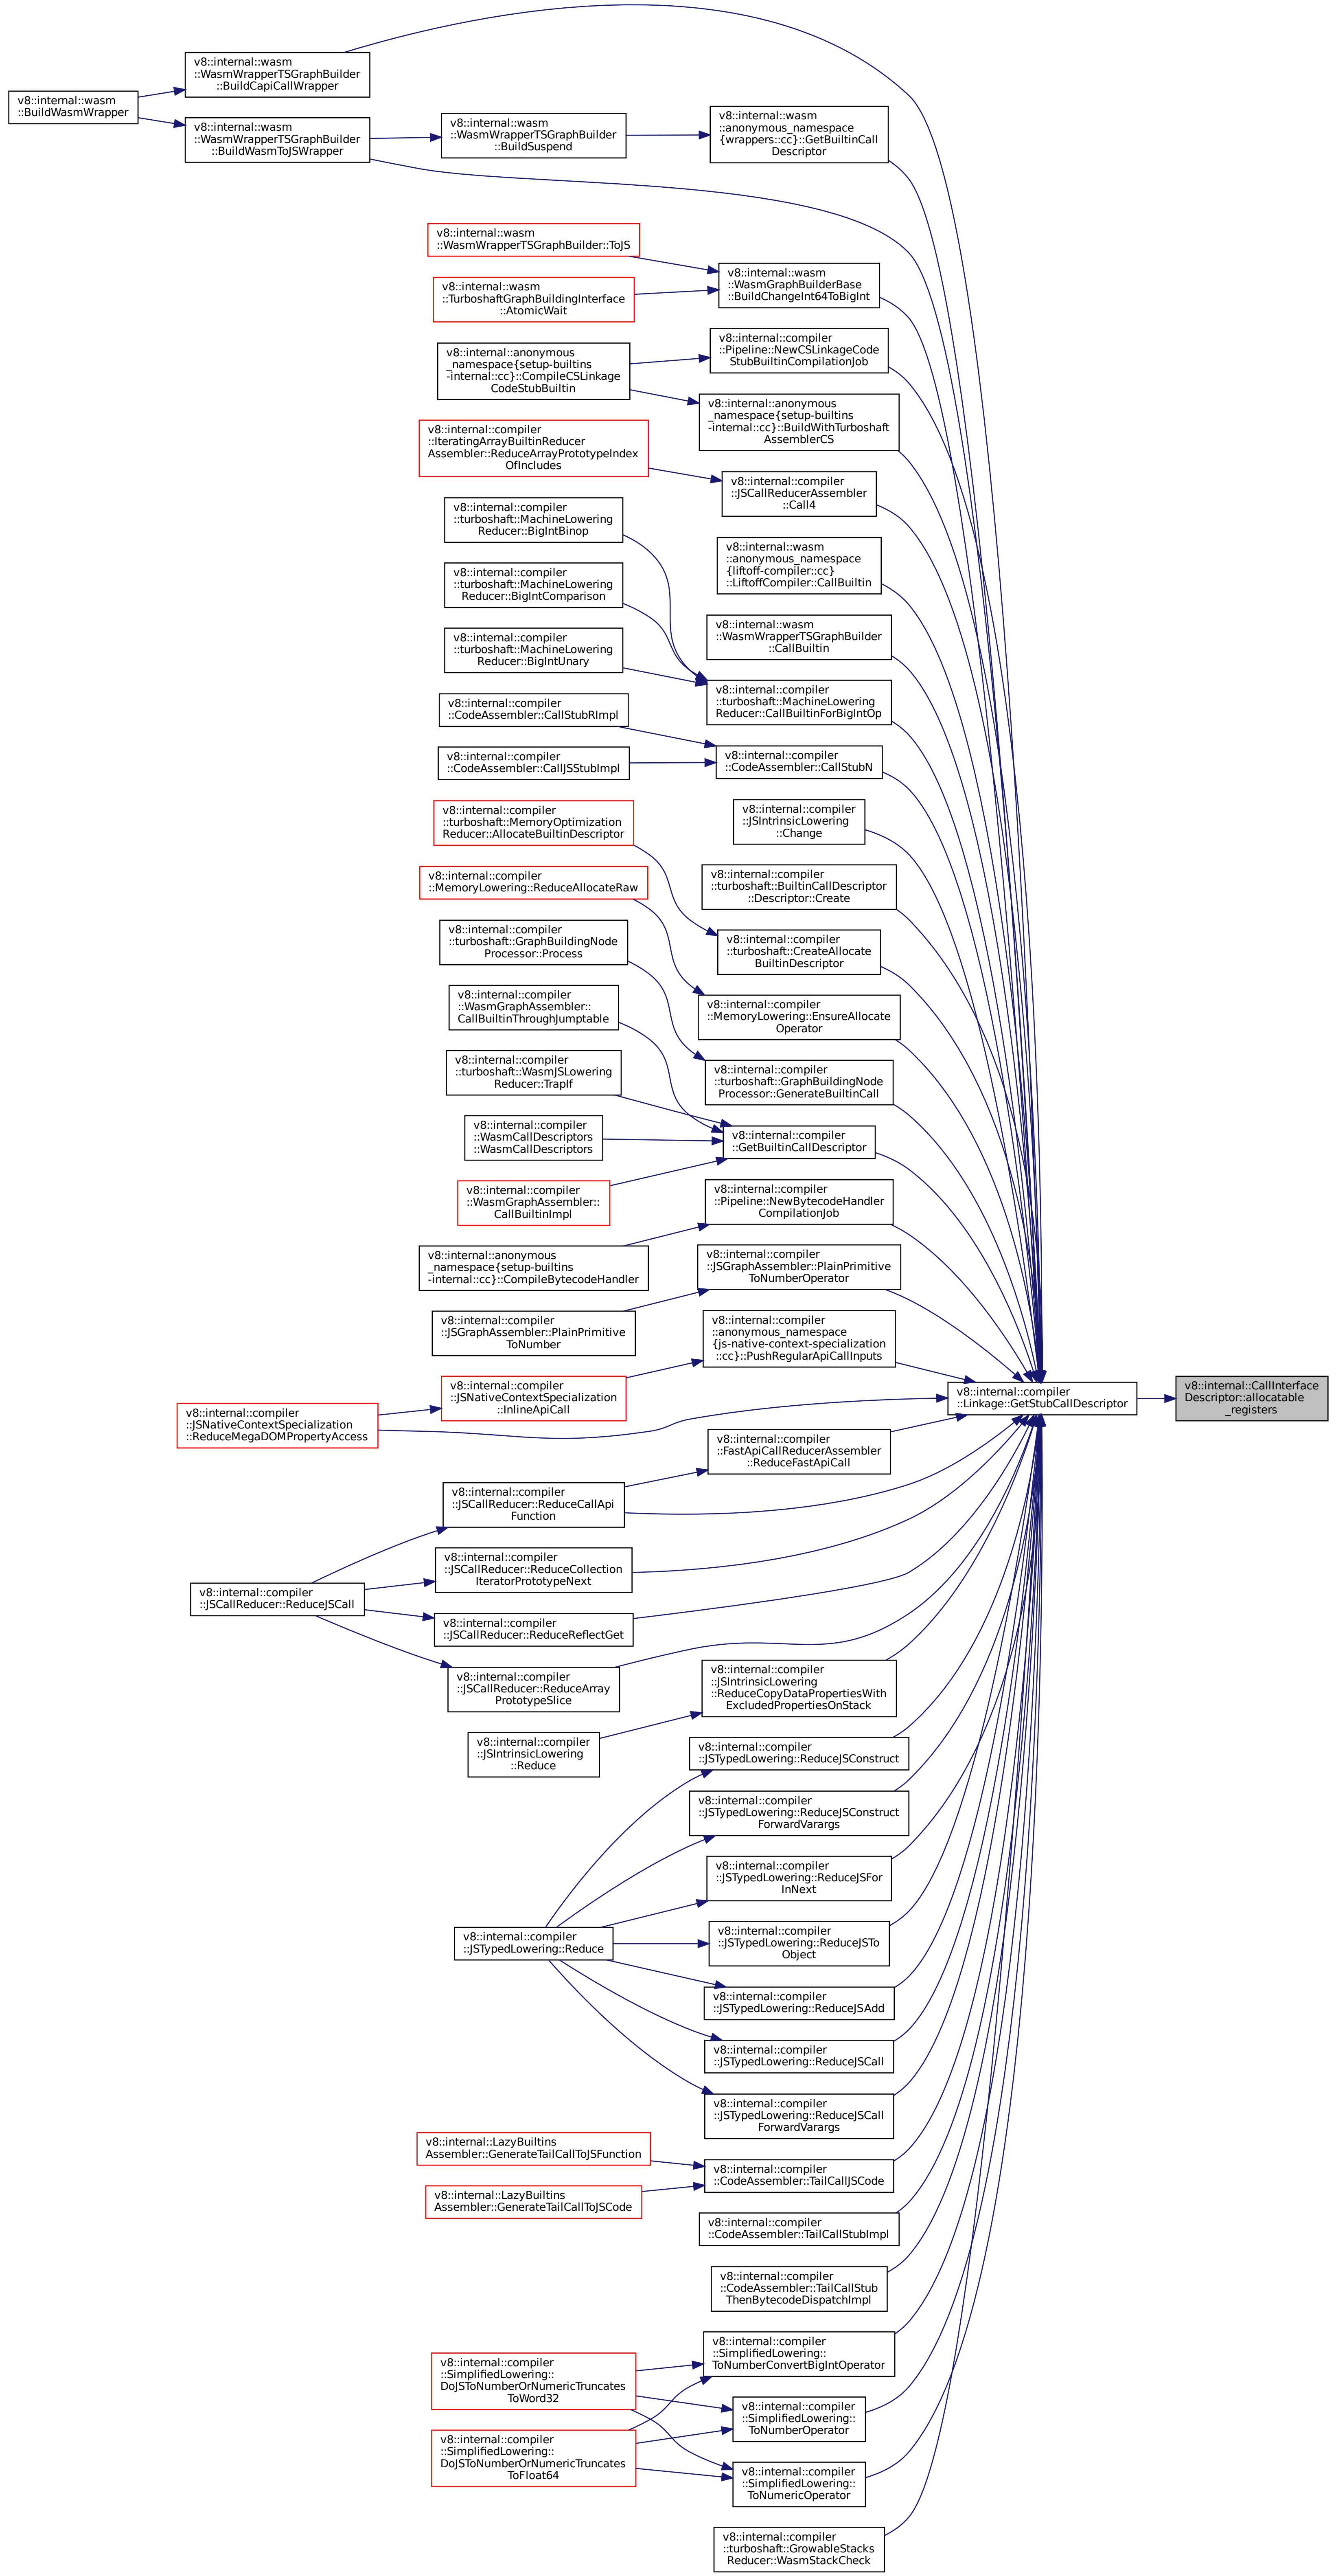 v8::internal::wasm
::WasmWrapperTSGraphBuilder
::BuildCapiCallWrapper
v8::internal::wasm
::BuildWasmWrapper
v8::internal::wasm
::WasmWrapperTSGraphBuilder
::BuildWasmToJSWrapper
v8::internal::wasm
::WasmWrapperTSGraphBuilder
::BuildSuspend
v8::internal::wasm
::anonymous_namespace
{wrappers::cc}::GetBuiltinCall
Descriptor
v8::internal::wasm
::WasmWrapperTSGraphBuilder::ToJS
v8::internal::wasm
::WasmGraphBuilderBase
::BuildChangeInt64ToBigInt
v8::internal::wasm
::TurboshaftGraphBuildingInterface
::AtomicWait
v8::internal::compiler
::Pipeline::NewCSLinkageCode
StubBuiltinCompilationJob
v8::internal::anonymous
_namespace{setup-builtins
-internal::cc}::CompileCSLinkage
CodeStubBuiltin
v8::internal::anonymous
_namespace{setup-builtins
-internal::cc}::BuildWithTurboshaft
AssemblerCS
v8::internal::compiler
::IteratingArrayBuiltinReducer
Assembler::ReduceArrayPrototypeIndex
OfIncludes
v8::internal::compiler
::JSCallReducerAssembler
::Call4
v8::internal::compiler
::turboshaft::MachineLowering
Reducer::BigIntBinop
v8::internal::wasm
::anonymous_namespace
{liftoff-compiler::cc}
::LiftoffCompiler::CallBuiltin
v8::internal::compiler
::turboshaft::MachineLowering
Reducer::BigIntComparison
v8::internal::wasm
::WasmWrapperTSGraphBuilder
::CallBuiltin
v8::internal::compiler
::turboshaft::MachineLowering
Reducer::BigIntUnary
v8::internal::compiler
::turboshaft::MachineLowering
Reducer::CallBuiltinForBigIntOp
v8::internal::compiler
::CodeAssembler::CallStubRImpl
v8::internal::compiler
::CodeAssembler::CallStubN
v8::internal::compiler
::CodeAssembler::CallJSStubImpl
v8::internal::compiler
::JSIntrinsicLowering
::Change
v8::internal::compiler
::turboshaft::MemoryOptimization
Reducer::AllocateBuiltinDescriptor
v8::internal::compiler
::turboshaft::BuiltinCallDescriptor
::Descriptor::Create
v8::internal::compiler
::MemoryLowering::ReduceAllocateRaw
v8::internal::compiler
::turboshaft::CreateAllocate
BuiltinDescriptor
v8::internal::compiler
::turboshaft::GraphBuildingNode
Processor::Process
v8::internal::compiler
::MemoryLowering::EnsureAllocate
Operator
v8::internal::compiler
::WasmGraphAssembler::
CallBuiltinThroughJumptable
v8::internal::compiler
::turboshaft::GraphBuildingNode
Processor::GenerateBuiltinCall
v8::internal::compiler
::turboshaft::WasmJSLowering
Reducer::TrapIf
v8::internal::compiler
::WasmCallDescriptors
::WasmCallDescriptors
v8::internal::compiler
::GetBuiltinCallDescriptor
v8::internal::compiler
::WasmGraphAssembler::
CallBuiltinImpl
v8::internal::compiler
::Pipeline::NewBytecodeHandler
CompilationJob
v8::internal::anonymous
_namespace{setup-builtins
-internal::cc}::CompileBytecodeHandler
v8::internal::compiler
::JSGraphAssembler::PlainPrimitive
ToNumberOperator
v8::internal::compiler
::JSGraphAssembler::PlainPrimitive
ToNumber
v8::internal::compiler
::anonymous_namespace
{js-native-context-specialization
::cc}::PushRegularApiCallInputs
v8::internal::compiler
::JSNativeContextSpecialization
::InlineApiCall
v8::internal::compiler
::JSNativeContextSpecialization
::ReduceMegaDOMPropertyAccess
v8::internal::compiler
::Linkage::GetStubCallDescriptor
v8::internal::CallInterface
Descriptor::allocatable
_registers
v8::internal::compiler
::FastApiCallReducerAssembler
::ReduceFastApiCall
v8::internal::compiler
::JSCallReducer::ReduceCallApi
Function
v8::internal::compiler
::JSCallReducer::ReduceCollection
IteratorPrototypeNext
v8::internal::compiler
::JSCallReducer::ReduceJSCall
v8::internal::compiler
::JSCallReducer::ReduceReflectGet
v8::internal::compiler
::JSCallReducer::ReduceArray
PrototypeSlice
v8::internal::compiler
::JSIntrinsicLowering
::ReduceCopyDataPropertiesWith
ExcludedPropertiesOnStack
v8::internal::compiler
::JSIntrinsicLowering
::Reduce
v8::internal::compiler
::JSTypedLowering::ReduceJSConstruct
v8::internal::compiler
::JSTypedLowering::ReduceJSConstruct
ForwardVarargs
v8::internal::compiler
::JSTypedLowering::ReduceJSFor
InNext
v8::internal::compiler
::JSTypedLowering::Reduce
v8::internal::compiler
::JSTypedLowering::ReduceJSTo
Object
v8::internal::compiler
::JSTypedLowering::ReduceJSAdd
v8::internal::compiler
::JSTypedLowering::ReduceJSCall
v8::internal::compiler
::JSTypedLowering::ReduceJSCall
ForwardVarargs
v8::internal::LazyBuiltins
Assembler::GenerateTailCallToJSFunction
v8::internal::compiler
::CodeAssembler::TailCallJSCode
v8::internal::LazyBuiltins
Assembler::GenerateTailCallToJSCode
v8::internal::compiler
::CodeAssembler::TailCallStubImpl
v8::internal::compiler
::CodeAssembler::TailCallStub
ThenBytecodeDispatchImpl
v8::internal::compiler
::SimplifiedLowering::
ToNumberConvertBigIntOperator
v8::internal::compiler
::SimplifiedLowering::
DoJSToNumberOrNumericTruncates
ToWord32
v8::internal::compiler
::SimplifiedLowering::
ToNumberOperator
v8::internal::compiler
::SimplifiedLowering::
DoJSToNumberOrNumericTruncates
ToFloat64
v8::internal::compiler
::SimplifiedLowering::
ToNumericOperator
v8::internal::compiler
::turboshaft::GrowableStacks
Reducer::WasmStackCheck